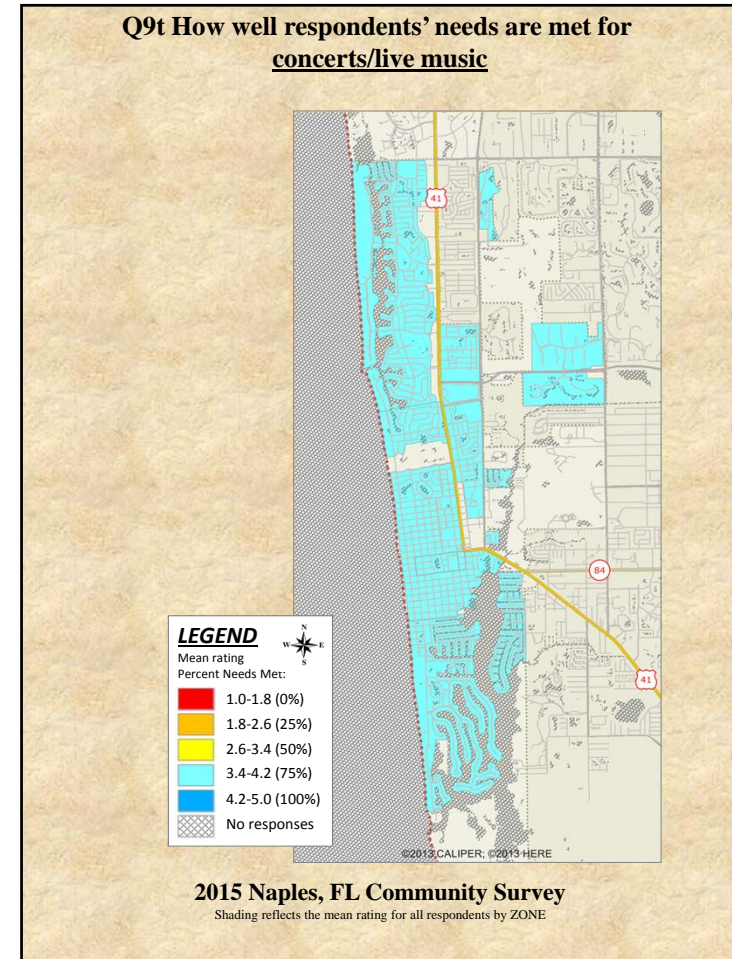 Q9t How well respondents’ needs are met for
concerts/live music
41
84
41
LEGEND
N
W E
S
Mean rating
Percent Needs Met:
1.0-1.8 (0%)
1.8-2.6 (25%)
2.6-3.4 (50%)
3.4-4.2 (75%)
4.2-5.0 (100%)
No responses
©2013 CALIPER; ©2013 HERE
2015 Naples, FL Community Survey
Shading reflects the mean rating for all respondents by ZONE